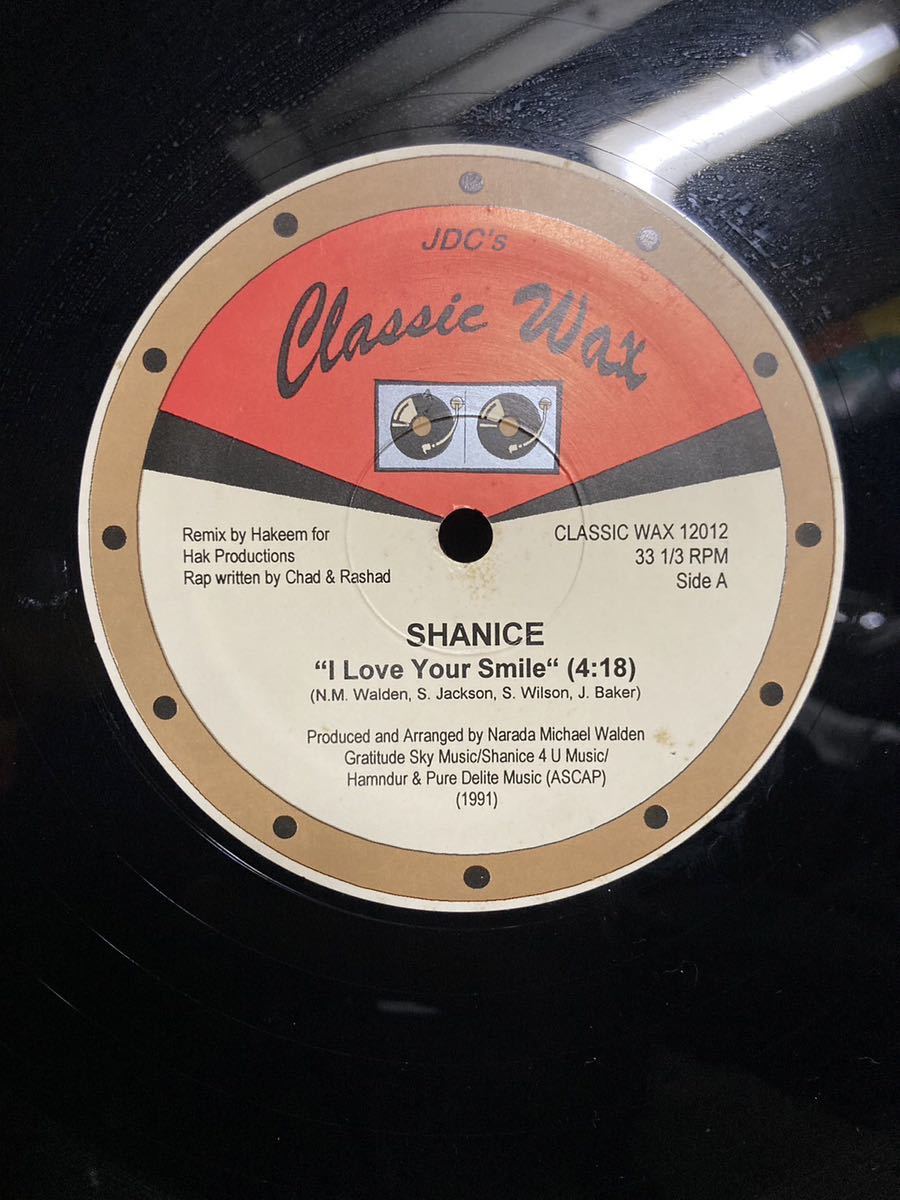 JDC's
Classic Wax
Remix by Hakeem for
Hak Productions
Rap written by Chad & Rashad
CLASSIC WAX 12012
33 1/3 RPM
Side A
SHANICE
“I Love Your Smile“ (4:18)
(N.M. Walden, S. Jackson, S. Wilson, J. Baker)
Produced and Arranged by Narada Michael Walden
Gratitude Sky Music/Shanice 4 U Music/
Hamndur & Pure Delite Music (ASCAP)
(1991)